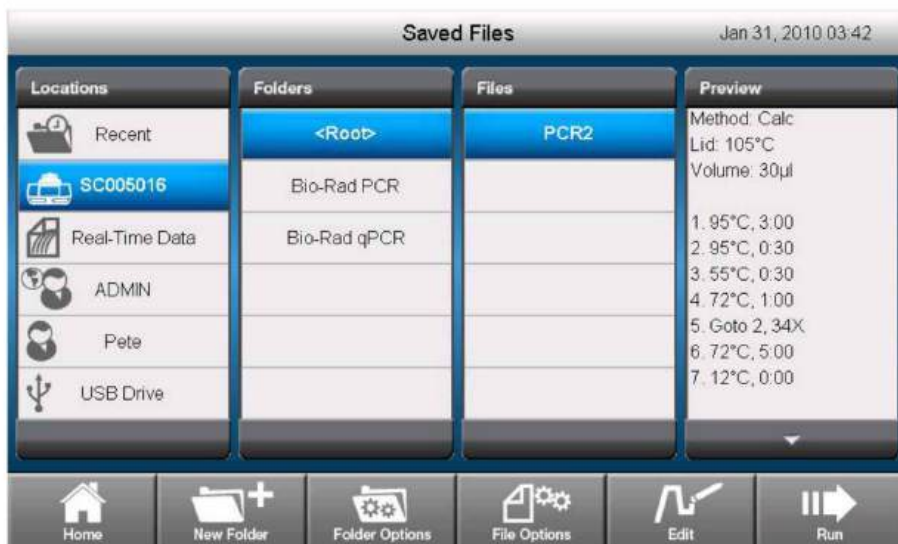 Saved Files
Jan 31, 2010 03:42
Locations
Recent
SC005016
Real-Time Data
ADMIN
Pete
USB Drive
Folders
<Root>
Bio-Rad PCR
Bio-Rad qPCR
Files
PCR2
Preview
Method: Calc
Lid: 105°C
Volume: 30µl
1. 95°C, 3:00
2. 95°C, 0:30
3. 55°C, 0:30
4. 72°C, 1:00
5. Goto 2, 34X
6. 72°C, 5:00
7. 12°C, 0:00
Home
New Folder
Folder Options
File Options
Edit
Run